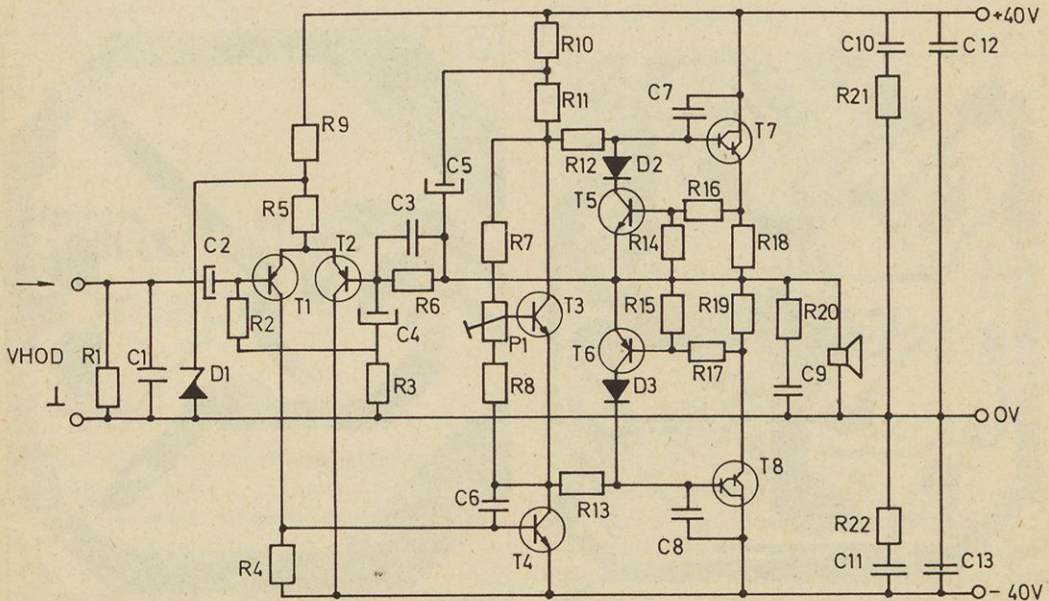 +40V
R10
C10
C12
R11
C7
R21
R9
T7
R12
D2
C5
R16
T5
R5
C3
C2
T2
R7
R14
R18
T1
R6
T3
R15
R19
R20
R2
C4
P1
T6
VHOD
R1
C1
D1
R3
R8
R17
C9
D3
⊥
0V
T8
C6
R13
R22
T4
C8
C11
C13
R4
- 40V